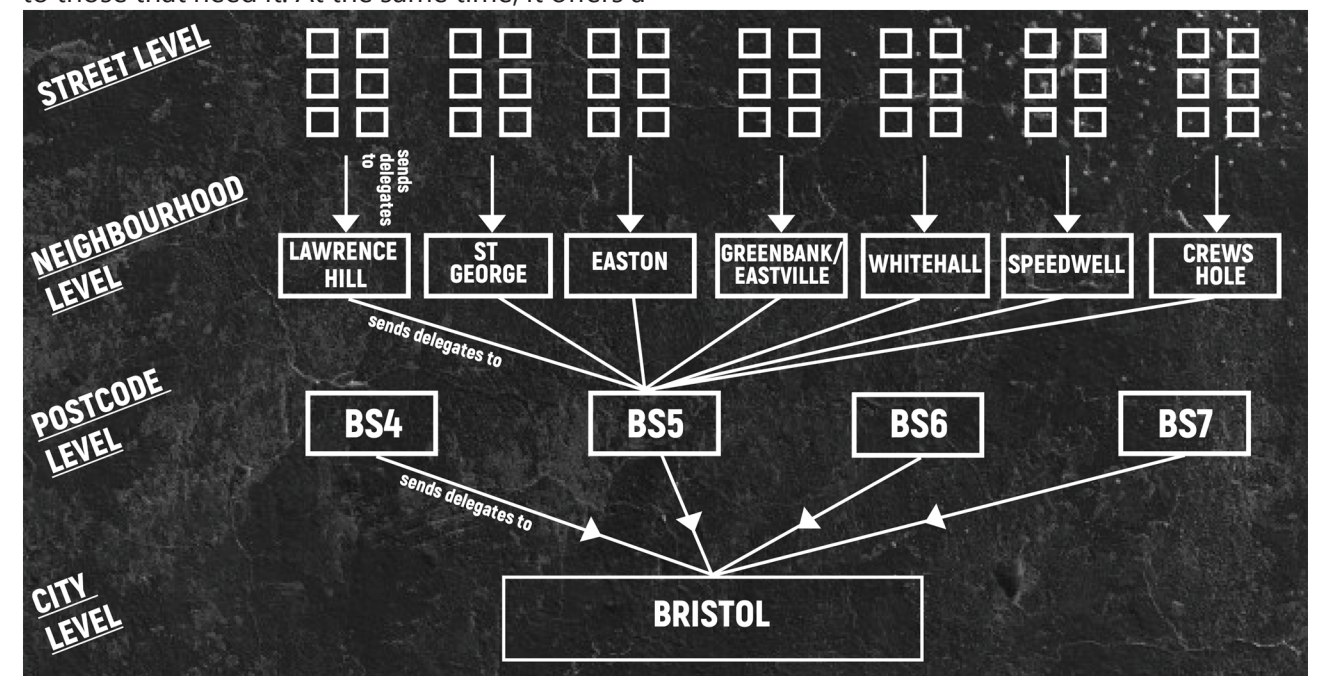 to those that need it. At the same time, it offers a
STREET LEVEL
sends
delegates
to
NEIGHBOURHOOD
LEVEL
LAWRENCE
HILL
ST
GEORGE
EASTON
GREENBANK/
EASTVILLE
WHITEHALL
SPEEDWELL
CREWS
HOLE
sends delegates to
POSTCODE
LEVEL
BS4
BS5
BS6
BS7
sends delegates to
CITY
LEVEL
BRISTOL